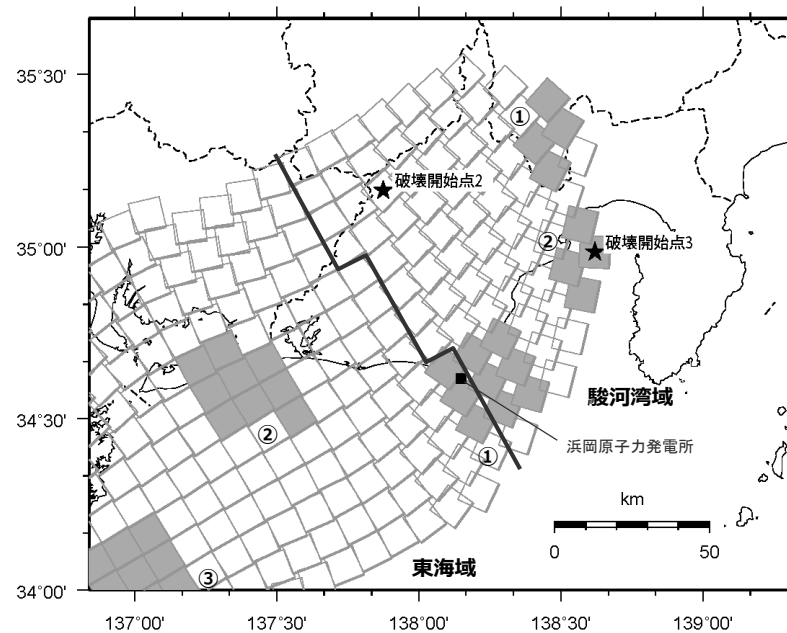 35°30'
35°00'
34°30'
34°00'
①
破壊開始点2
②
破壊開始点3
駿河湾域
②
浜岡原子力発電所
①
km
0
50
東海域
③
137°00'
137°30'
138°00'
138°30'
139°00'